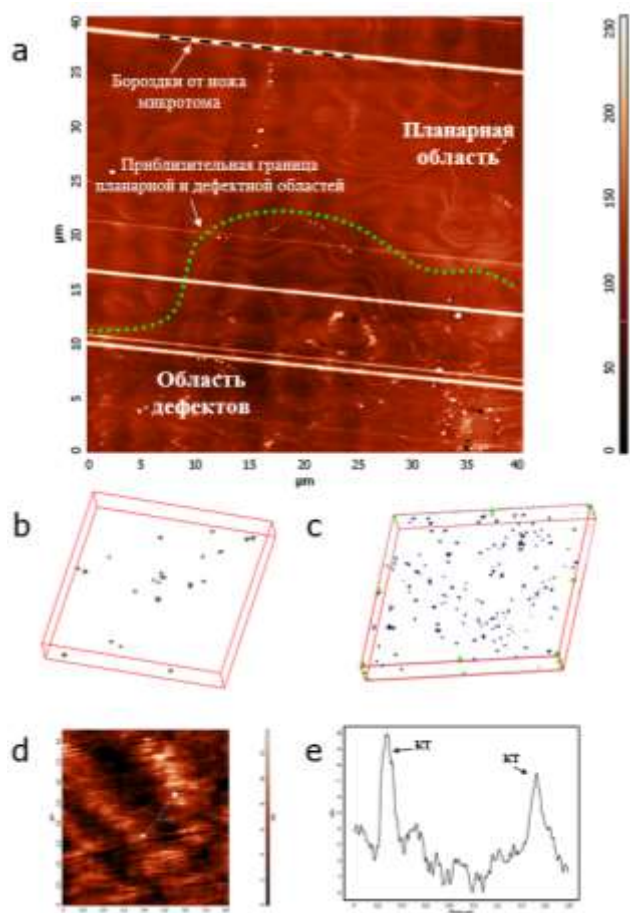 a
40
35
30
25
20
15
10
5
0
µm
Бороздки от ножа
микротома
Планарная
область
Приблизительная граница
планарной и дефектной областей
Область
дефектов
0 5 10 15 20 25 30 35 40
µm
250
200
150
100
50
0
b
c
d
e
КТ
КТ